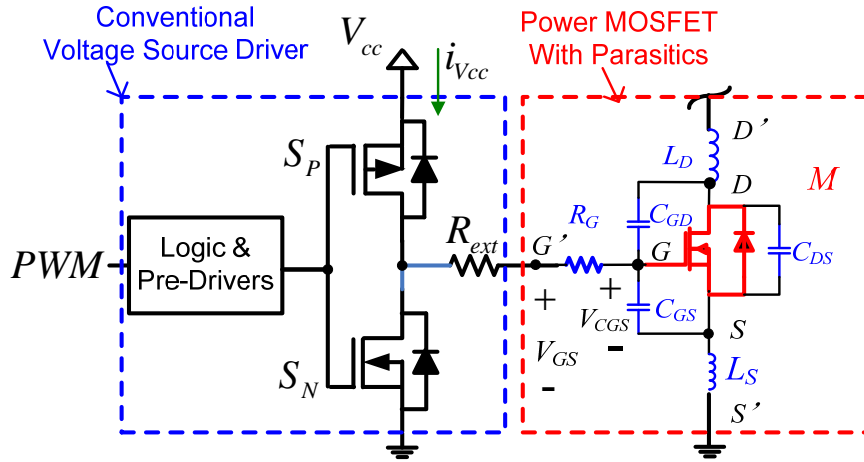 Conventional
Voltage Source Driver
V_cc
i_Vcc
Power MOSFET
With Parasitics
S_P
D’
L_D
D
M
PWM
Logic &
Pre-Drivers
R_ext
G’
R_G
C_GD
G
C_DS
+
V_GS
-
+
V_CGS
-
C_GS
S
S_N
L_S
S’